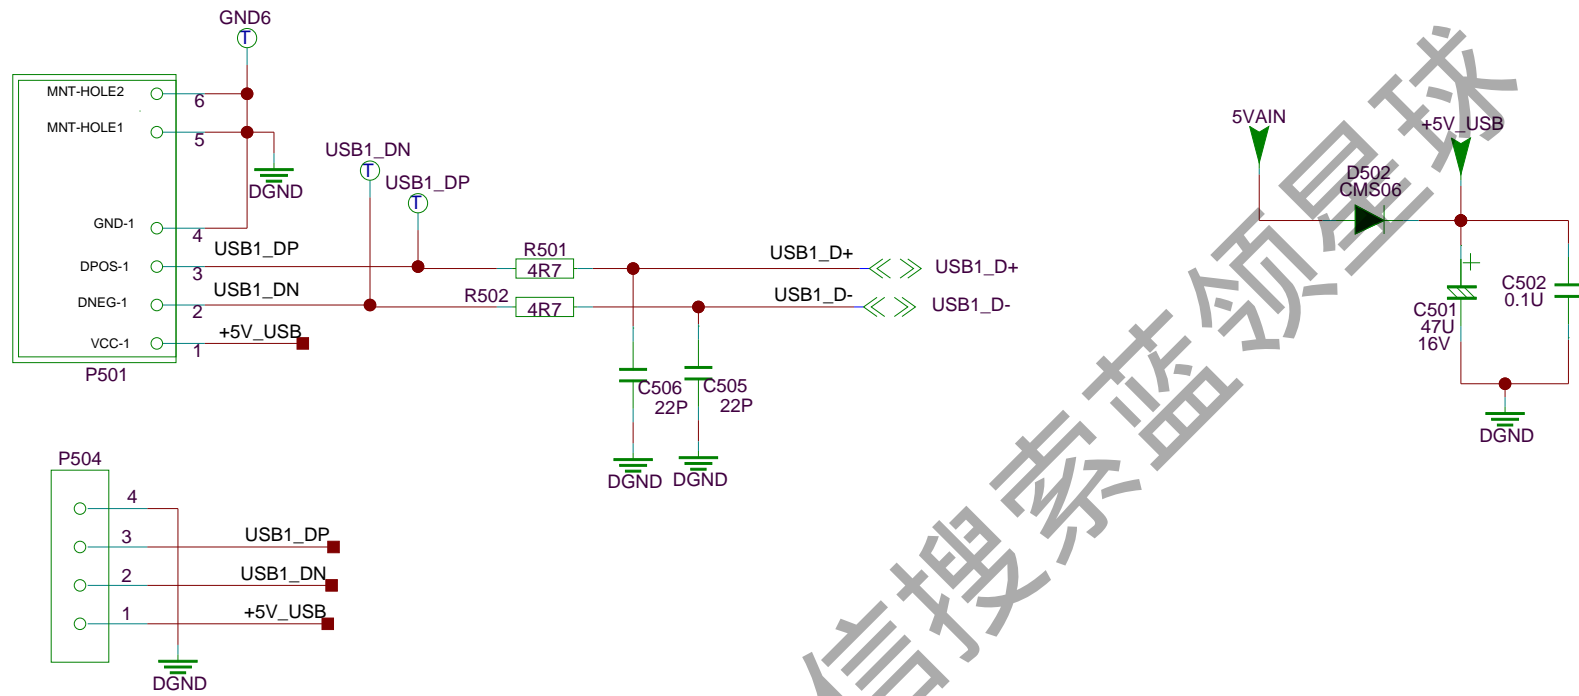 GND6
T
MNT-HOLE2
6
MNT-HOLE1
5
DGND
USB1_DN
T
USB1_DP
T
GND-1
4
USB1_DP
DPOS-1
3
USB1_DN
DNEG-1
2
+5V_USB
VCC-1
1
P501
R501
4R7
R502
4R7
USB1_D+
USB1_D+
USB1_D-
USB1_D-
C506
22P
C505
22P
DGND
DGND
5VAIN
+5V_USB
D502
CMS06
+
C501
47U
16V
C502
0.1U
DGND
P504
4
3
USB1_DP
2
USB1_DN
1
+5V_USB
DGND
信搜索蓝领星球